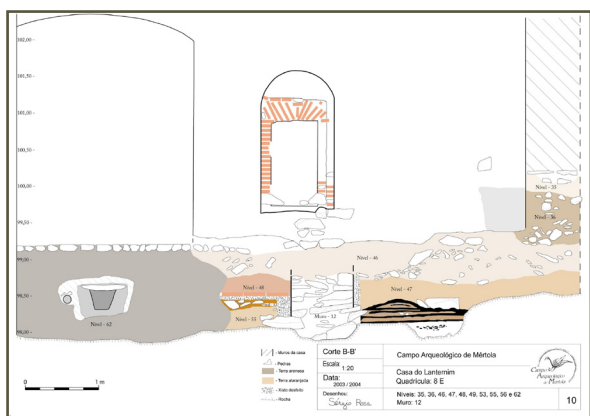 102,00
101,50
101,00
100,50
100,00
99,50
99,00
98,50
98,00
Nível - 35
Nível - 36
Nível - 46
Nível - 48
Nível - 47
Nível - 53
Muro - 12
Nível - 62
0 1 m
- Muros da casa
- Pedras
- Terra arenosa
- Terra alaranjada
- Xisto desfeito
- Rocha
Corte B-B'
Escala: 1:20
Data: 2003 / 2004
Desenhos: Sérgio Rosa
Campo Arqueológico de Mértola
Casa do Lanternim
Quadrícula: 8 E
Níveis: 35, 36, 46, 47, 48, 49, 53, 55, 56 e 62
Muro: 12
Campo Arqueológico de Mértola
10